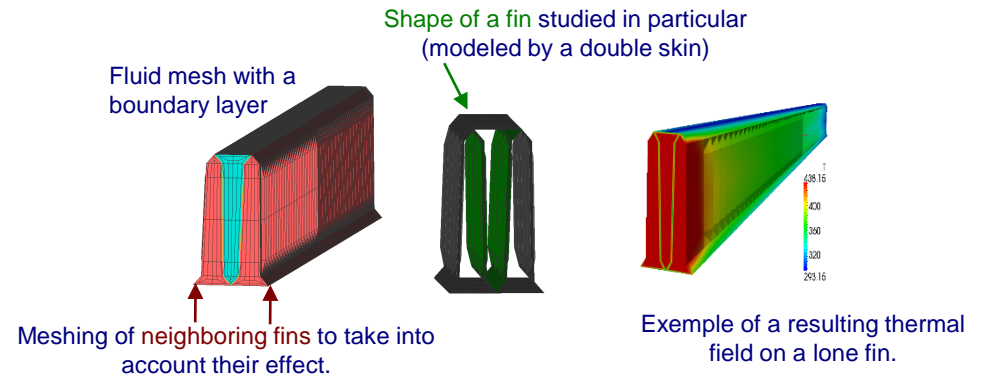 Shape of a fin studied in particular
(modeled by a double skin)
Fluid mesh with a
boundary layer
T
436.15
400
360
320
293.15
Meshing of neighboring fins to take into
account their effect.
Exemple of a resulting thermal
field on a lone fin.